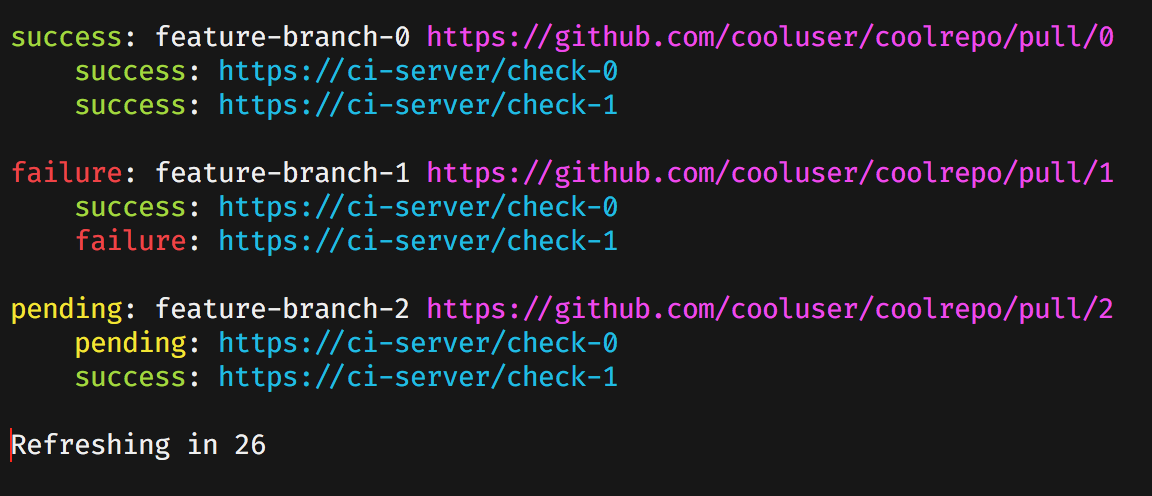 success: feature-branch-0 https://github.com/cooluser/coolrepo/pull/0
success: https://ci-server/check-0
success: https://ci-server/check-1
failure: feature-branch-1 https://github.com/cooluser/coolrepo/pull/1
success: https://ci-server/check-0
failure: https://ci-server/check-1
pending: feature-branch-2 https://github.com/cooluser/coolrepo/pull/2
pending: https://ci-server/check-0
success: https://ci-server/check-1
Refreshing in 26